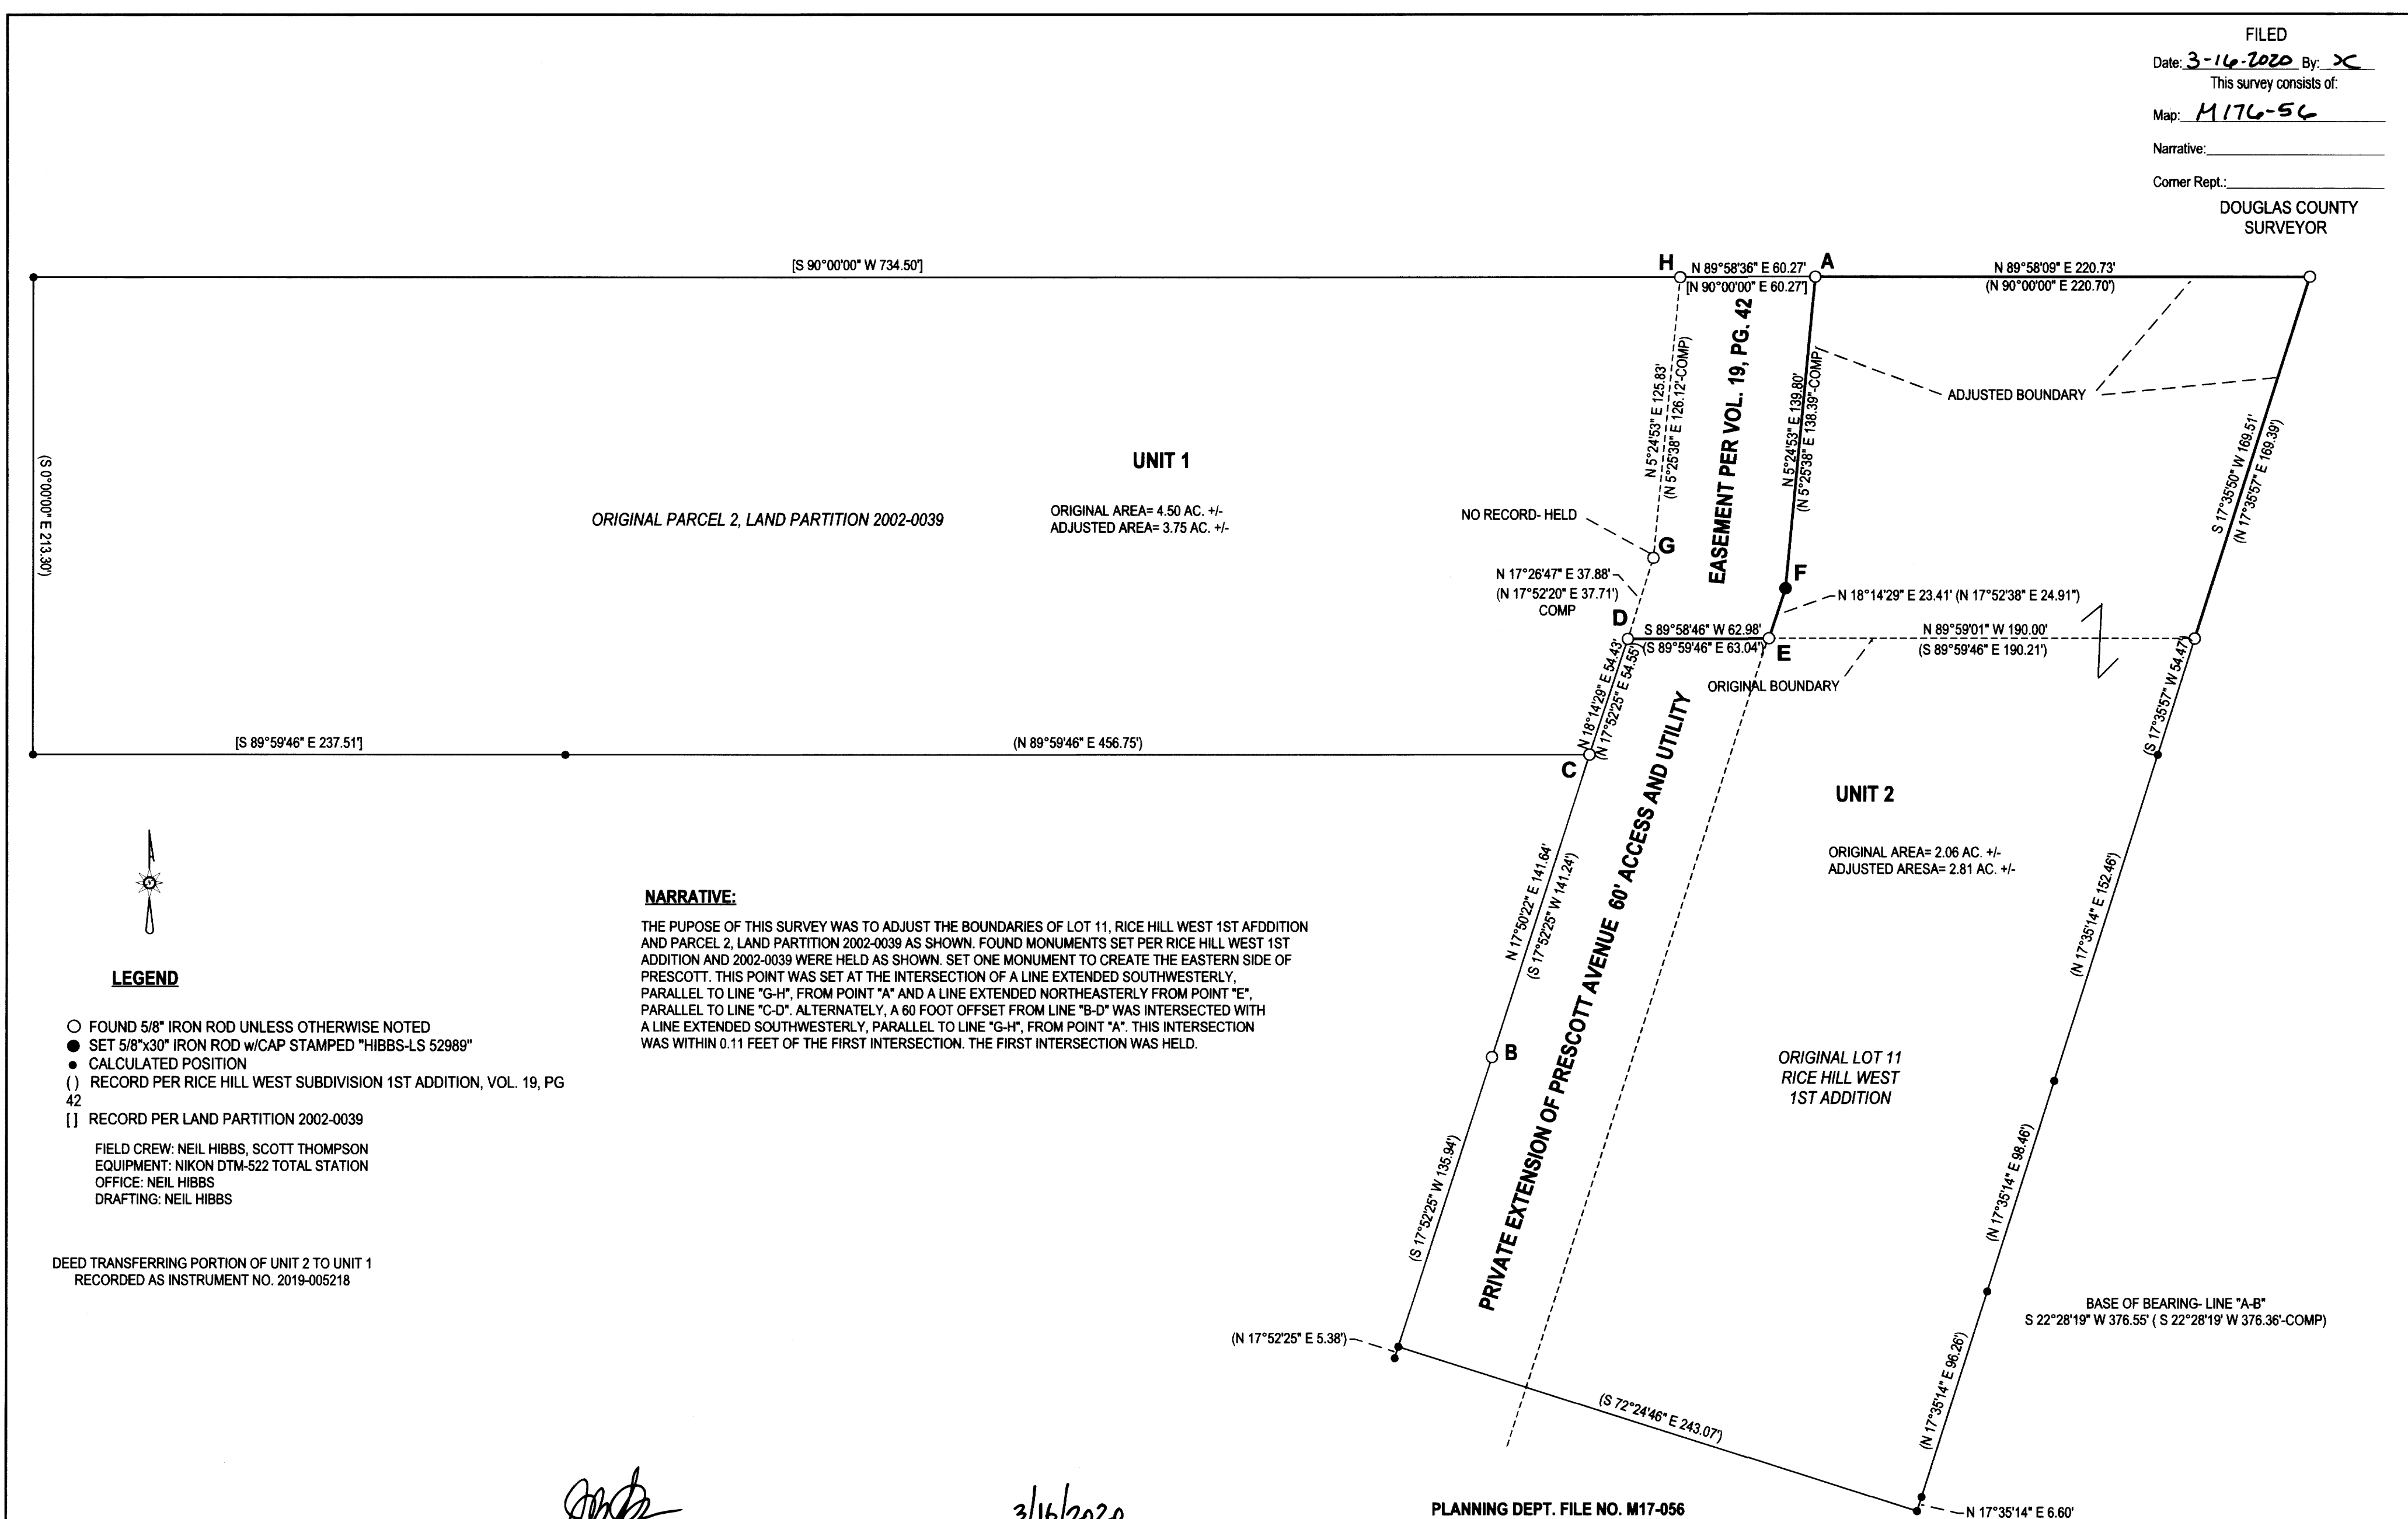 FILED
Date: 3-16-2020 By:
This survey consists of:
Map: M176-56
Narrative:
Corner Rept.:
DOUGLAS COUNTY
SURVEYOR
[S 90°00'00" W 734.50']
H
N 89°58'36" E 60.27'
[N 90°00'00" E 60.27']
A
N 89°58'09" E 220.73'
(N 90°00'00" E 220.70')
(S 0°00'00" E 213.30')
UNIT 1
ORIGINAL PARCEL 2, LAND PARTITION 2002-0039
ORIGINAL AREA= 4.50 AC. +/-
ADJUSTED AREA= 3.75 AC. +/-
N 5°24'53" E 125.83'
(N 5°25'38" E 126.12'-COMP)
EASEMENT PER VOL. 19, PG. 42
N 5°24'53" E 139.80'
(N 5°25'38" E 138.39"-COMP)
ADJUSTED BOUNDARY
S 17°35'50" W 169.51'
(N 17°35'57" E 169.39')
NO RECORD- HELD
G
F
N 17°26'47" E 37.88'
(N 17°52'20" E 37.71')
COMP
N 18°14'29" E 23.41' (N 17°52'38" E 24.91")
D
S 89°58'46" W 62.98'
(S 89°59'46" E 63.04')
E
N 89°59'01" W 190.00'
(S 89°59'46" E 190.21')
ORIGINAL BOUNDARY
N 18°14'29" E 54.43'
(N 17°52'25" E 54.55')
(S 17°35'57" W 54.47')
[S 89°59'46" E 237.51']
(N 89°59'46" E 456.75')
C
UNIT 2
ORIGINAL AREA= 2.06 AC. +/-
ADJUSTED ARESA= 2.81 AC. +/-
N 17°50'22" E 141.64'
(S 17°52'25" W 141.24')
PRIVATE EXTENSION OF PRESCOTT AVENUE 60' ACCESS AND UTILITY
(N 17°35'14" E 152.46')
NARRATIVE:
THE PUPOSE OF THIS SURVEY WAS TO ADJUST THE BOUNDARIES OF LOT 11, RICE HILL WEST 1ST AFDDITION
AND PARCEL 2, LAND PARTITION 2002-0039 AS SHOWN. FOUND MONUMENTS SET PER RICE HILL WEST 1ST
ADDITION AND 2002-0039 WERE HELD AS SHOWN. SET ONE MONUMENT TO CREATE THE EASTERN SIDE OF
PRESCOTT. THIS POINT WAS SET AT THE INTERSECTION OF A LINE EXTENDED SOUTHWESTERLY,
PARALLEL TO LINE "G-H", FROM POINT "A" AND A LINE EXTENDED NORTHEASTERLY FROM POINT "E",
PARALLEL TO LINE "C-D". ALTERNATELY, A 60 FOOT OFFSET FROM LINE "B-D" WAS INTERSECTED WITH
A LINE EXTENDED SOUTHWESTERLY, PARALLEL TO LINE "G-H", FROM POINT "A". THIS INTERSECTION
WAS WITHIN 0.11 FEET OF THE FIRST INTERSECTION. THE FIRST INTERSECTION WAS HELD.
LEGEND
FOUND 5/8" IRON ROD UNLESS OTHERWISE NOTED
SET 5/8"x30" IRON ROD w/CAP STAMPED "HIBBS-LS 52989"
CALCULATED POSITION
( ) RECORD PER RICE HILL WEST SUBDIVISION 1ST ADDITION, VOL. 19, PG
42
[ ] RECORD PER LAND PARTITION 2002-0039
FIELD CREW: NEIL HIBBS, SCOTT THOMPSON
EQUIPMENT: NIKON DTM-522 TOTAL STATION
OFFICE: NEIL HIBBS
DRAFTING: NEIL HIBBS
B
ORIGINAL LOT 11
RICE HILL WEST
1ST ADDITION
(S 17°52'25" W 135.94')
(N 17°35'14" E 98.46')
DEED TRANSFERRING PORTION OF UNIT 2 TO UNIT 1
RECORDED AS INSTRUMENT NO. 2019-005218
BASE OF BEARING- LINE "A-B"
S 22°28'19" W 376.55' ( S 22°28'19' W 376.36'-COMP)
(N 17°52'25" E 5.38')
(N 17°35'14" E 96.26')
(S 72°24'46" E 243.07')
3/16/2020
PLANNING DEPT. FILE NO. M17-056
N 17°35'14" E 6.60'